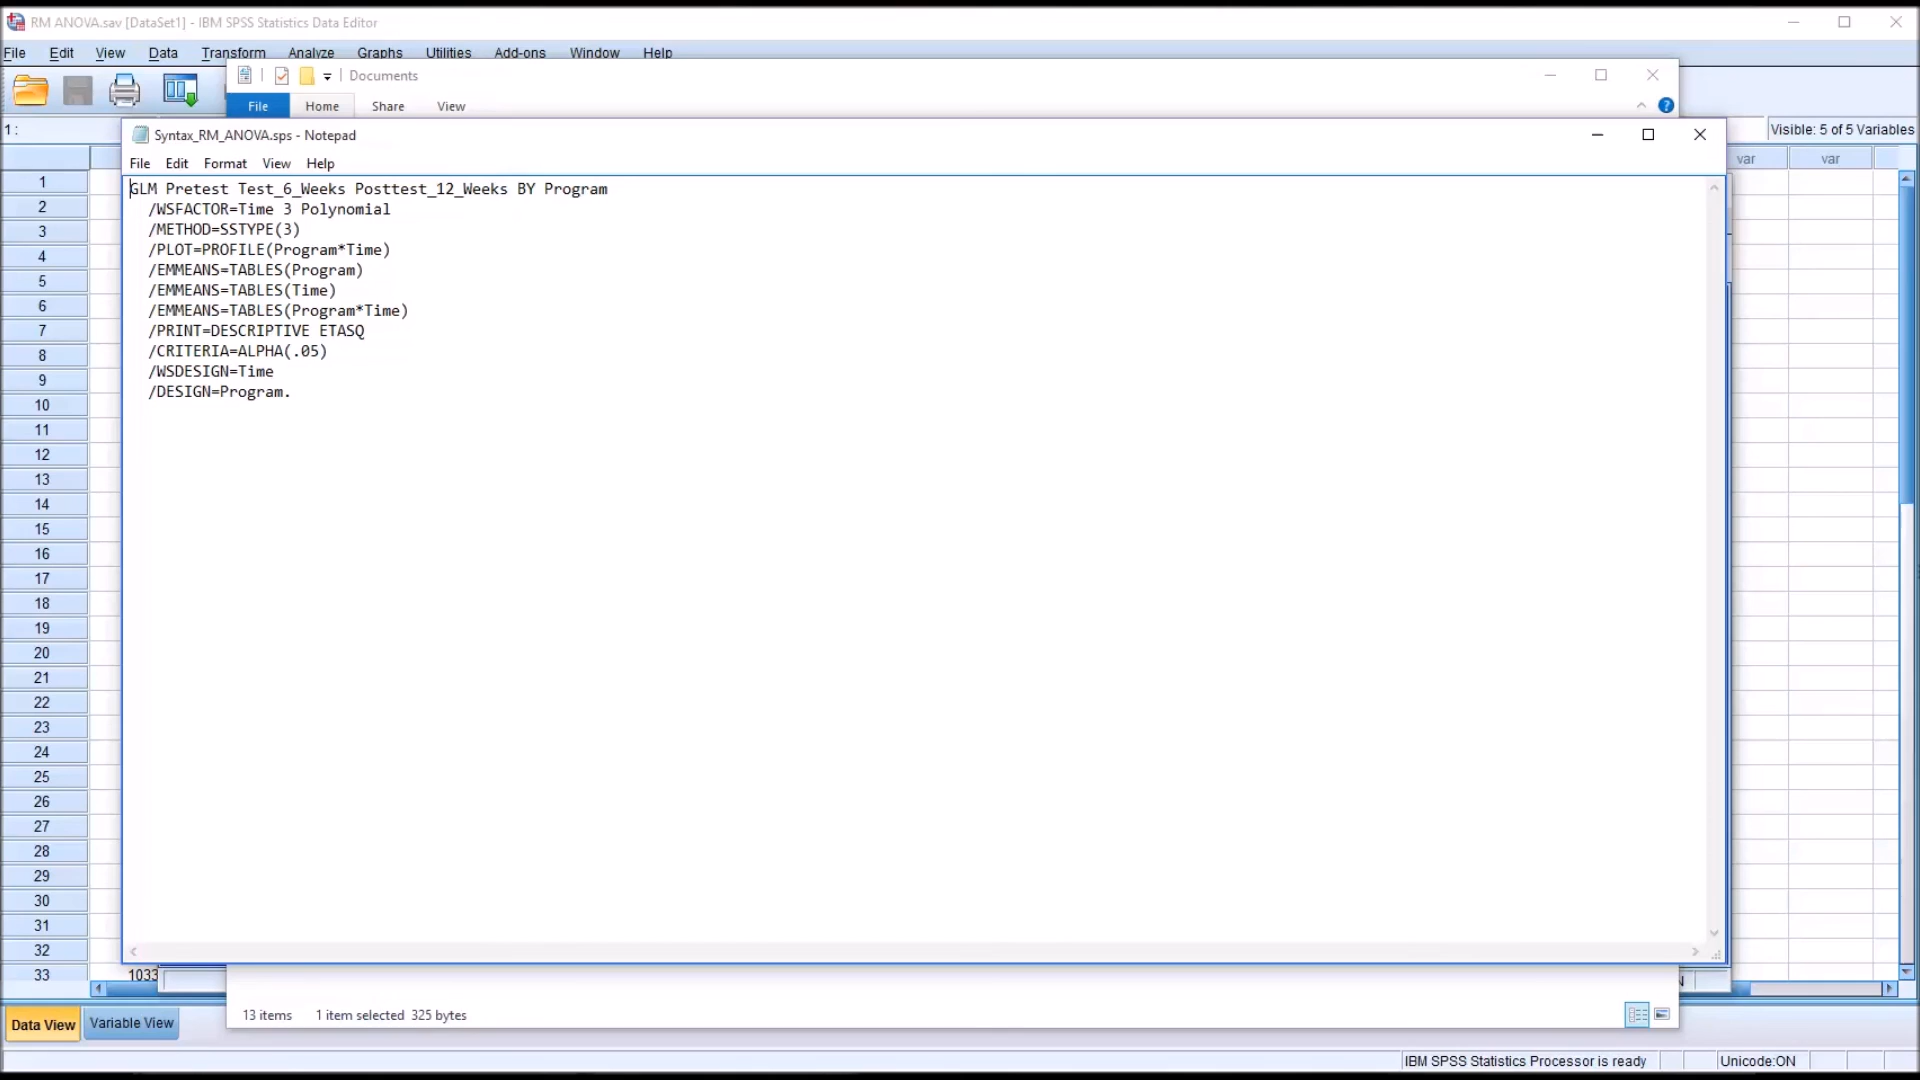 RM ANOVA.sav [DataSet1] - IBM SPSS Statistics Data Editor
File Edit View Data Transform Analyze Graphs Utilities Add-ons Window Help
Documents
File Home Share View
1 :
Visible: 5 of 5 Variables
Syntax_RM_ANOVA.sps - Notepad
var var
File Edit Format View Help
GLM Pretest Test_6_Weeks Posttest_12_Weeks BY Program
/WSFACTOR=Time 3 Polynomial
/METHOD=SSTYPE(3)
/PLOT=PROFILE(Program*Time)
/EMMEANS=TABLES(Program)
/EMMEANS=TABLES(Time)
/EMMEANS=TABLES(Program*Time)
/PRINT=DESCRIPTIVE ETASQ
/CRITERIA=ALPHA(.05)
/WSDESIGN=Time
/DESIGN=Program.
1
2
3
4
5
6
7
8
9
10
11
12
13
14
15
16
17
18
19
20
21
22
23
24
25
26
27
28
29
30
31
32
33 1033
13 items 1 item selected 325 bytes
Data View Variable View
IBM SPSS Statistics Processor is ready Unicode:ON